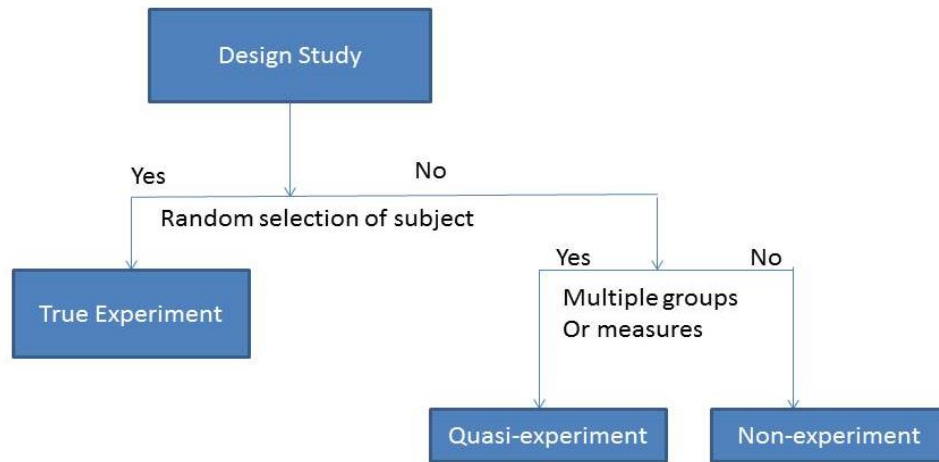 Design Study
Yes
No
Random selection of subject
True Experiment
Yes
No
Multiple groups
Or measures
Quasi-experiment
Non-experiment